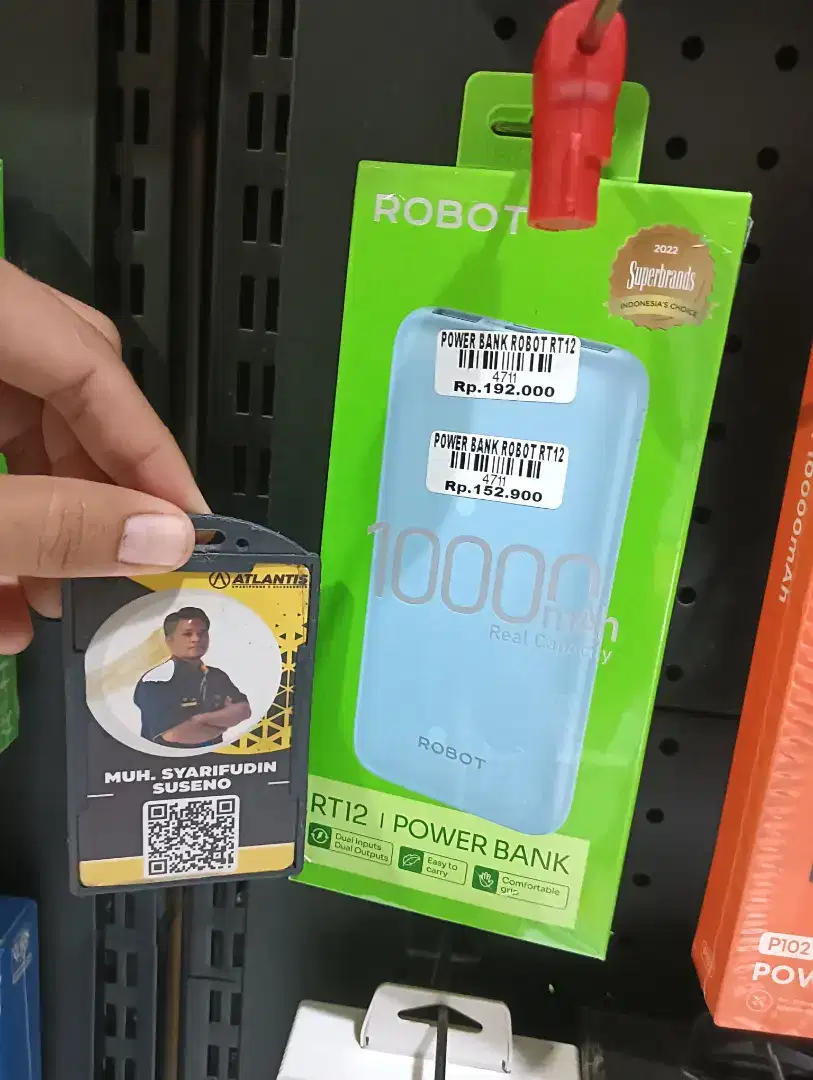 ROBOT
2022
Superbrands
INDONESIA'S CHOICE
POWER BANK ROBOT RT12
4711
Rp.192.000
POWER BANK ROBOT RT12
4711
Rp.152.900
10000mAh
Real Capacity
ROBOT
RT12 | POWER BANK
Dual Inputs
Dual Outputs
Easy to
carry
Comfortable
grip
ATLANTIS
MUH. SYARIFUDIN
SUSENO
10000mAh
P102
POW